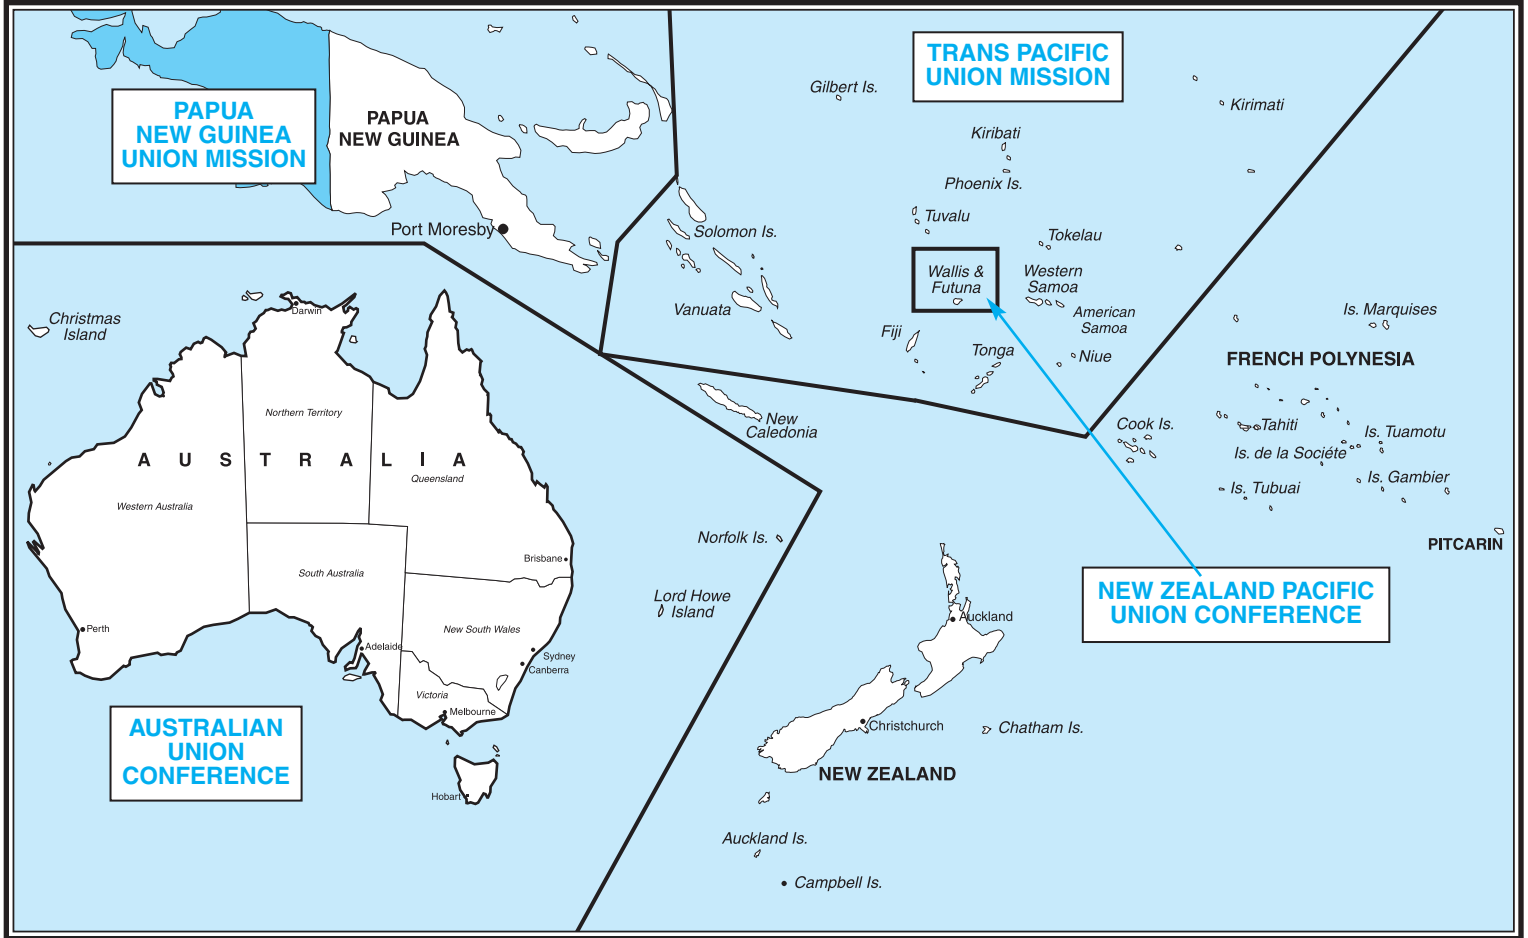 PAPUA
NEW GUINEA
UNION MISSION
PAPUA
NEW GUINEA
Port Moresby
TRANS PACIFIC
UNION MISSION
Gilbert Is.
Kirimati
Kiribati
Phoenix Is.
Tuvalu
Solomon Is.
Tokelau
Wallis &
Futuna
Western
Samoa
American
Samoa
Vanuata
Fiji
Tonga
Niue
Is. Marquises
FRENCH POLYNESIA
Christmas
Island
Darwin
Northern Territory
AUSTRALIA
Queensland
Western Australia
South Australia
Brisbane
New South Wales
Perth
Adelaide
Sydney
Canberra
Victoria
Melbourne
Hobart
AUSTRALIAN
UNION
CONFERENCE
New
Caledonia
Cook Is.
Tahiti
Is. Tuamotu
Is. de la Sociéte
Is. Gambier
Is. Tubuai
PITCARIN
Norfolk Is.
Lord Howe
Island
NEW ZEALAND PACIFIC
UNION CONFERENCE
Auckland
Christchurch
Chatham Is.
NEW ZEALAND
Auckland Is.
Campbell Is.